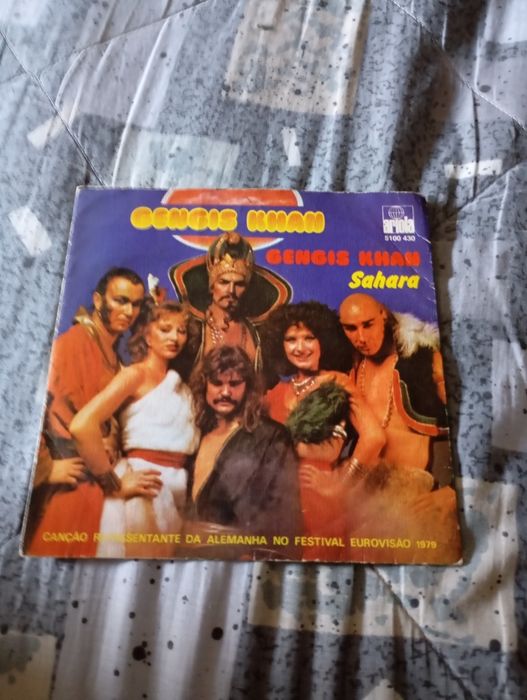 GENGIS KHAN
ariola
5100 430
GENGIS KHAN
Sahara
CANÇÃO REPRESENTANTE DA ALEMANHA NO FESTIVAL EUROVISÃO 1979